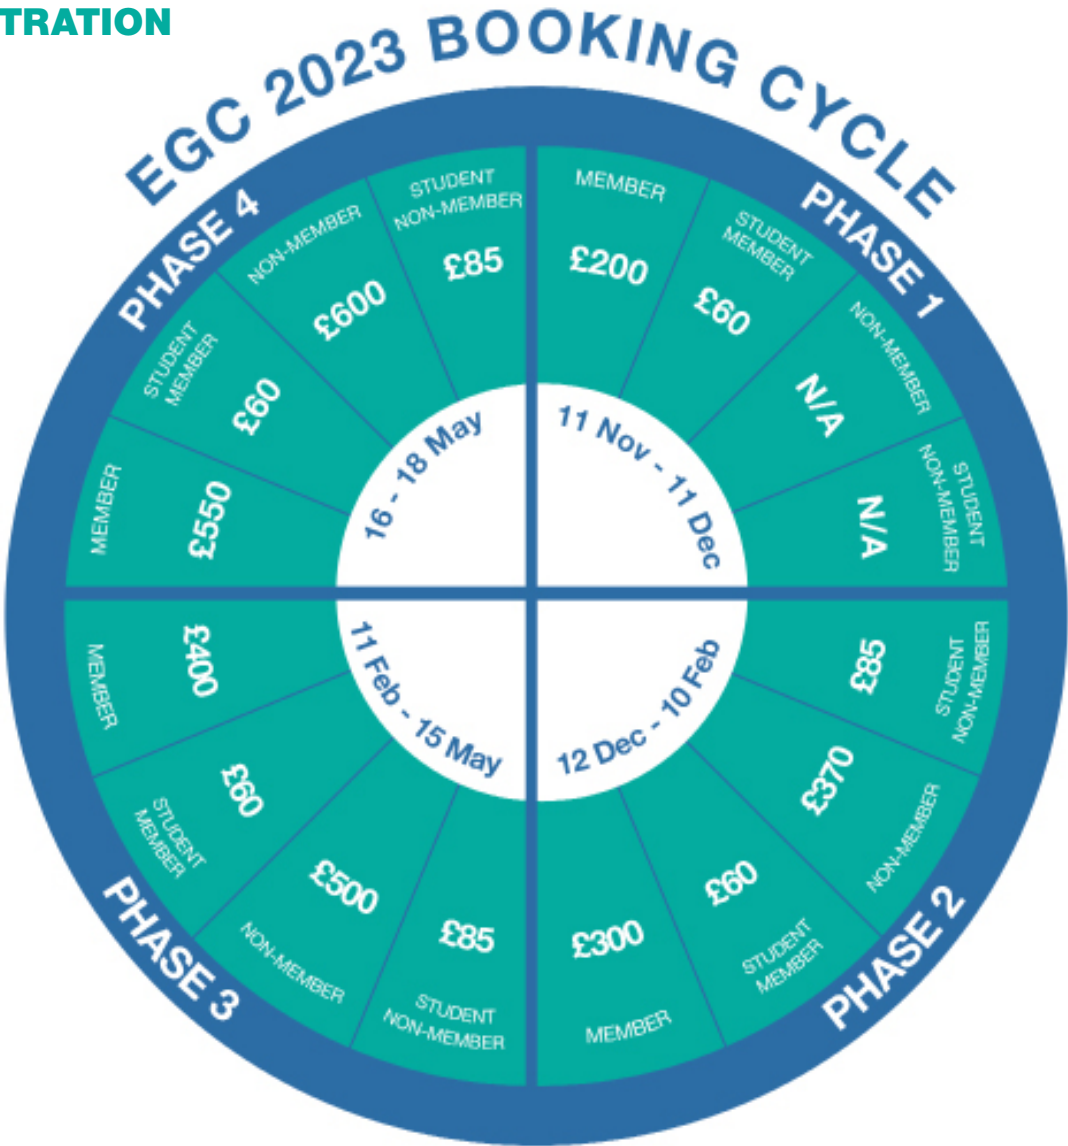 TRATION
EGC 2023 BOOKING CYCLE
PHASE 1
11 Nov - 11 Dec
MEMBER
£200
STUDENT
MEMBER
£60
NON-MEMBER
N/A
STUDENT
NON-MEMBER
N/A
PHASE 2
12 Dec - 10 Feb
STUDENT
NON-MEMBER
£85
NON-MEMBER
£370
STUDENT
MEMBER
£60
MEMBER
£300
PHASE 3
11 Feb - 15 May
STUDENT
NON-MEMBER
£85
NON-MEMBER
£500
STUDENT
MEMBER
£60
MEMBER
£400
PHASE 4
16 - 18 May
MEMBER
£550
STUDENT
MEMBER
£60
NON-MEMBER
£600
STUDENT
NON-MEMBER
£85